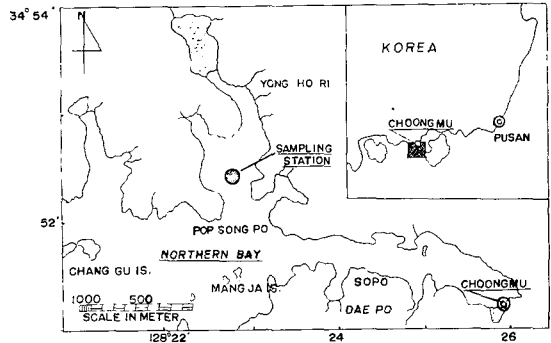 34° 54'
N
KOREA
YONG HO RI
CHOONGMU
PUSAN
SAMPLING
STATION
52
POP SONG PO
NORTHERN BAY
CHANG GU IS.
MANG JA IS.
SOPO
CHOONGMU
1000 500
SCALE IN METER
DAE PO
128° 22
24
26